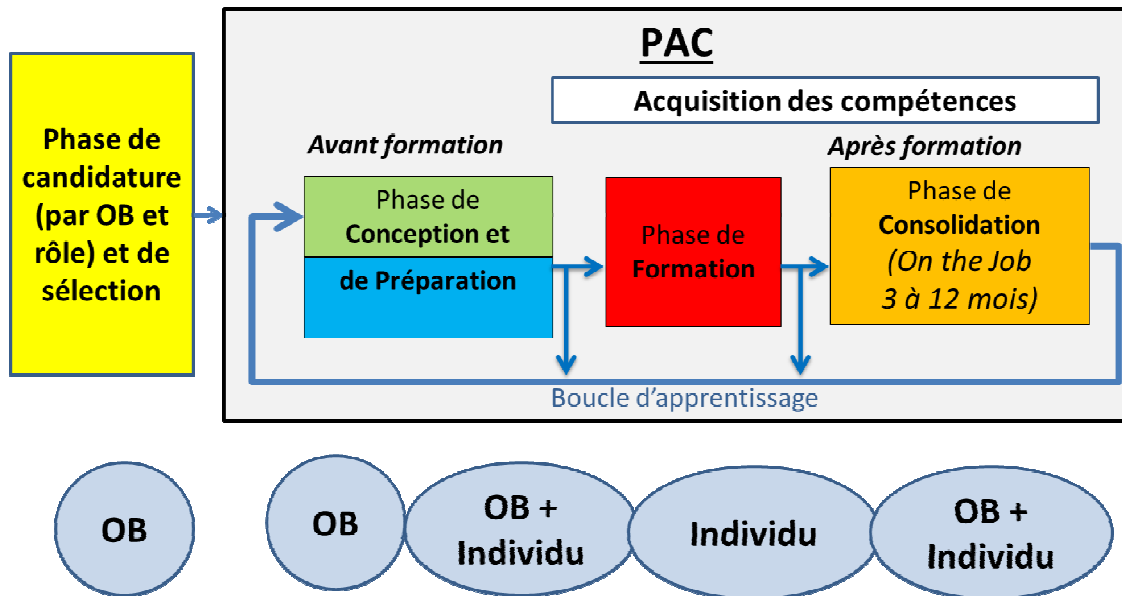 PAC
Acquisition des compétences
Phase de
candidature
(par OB et
rôle) et de
sélection
Avant formation
Après formation
Phase de
Conception et
de Préparation
Phase de
Formation
Phase de
Consolidation
(On the Job
3 à 12 mois)
Boucle d'apprentissage
OB
OB
OB +
Individu
Individu
OB +
Individu